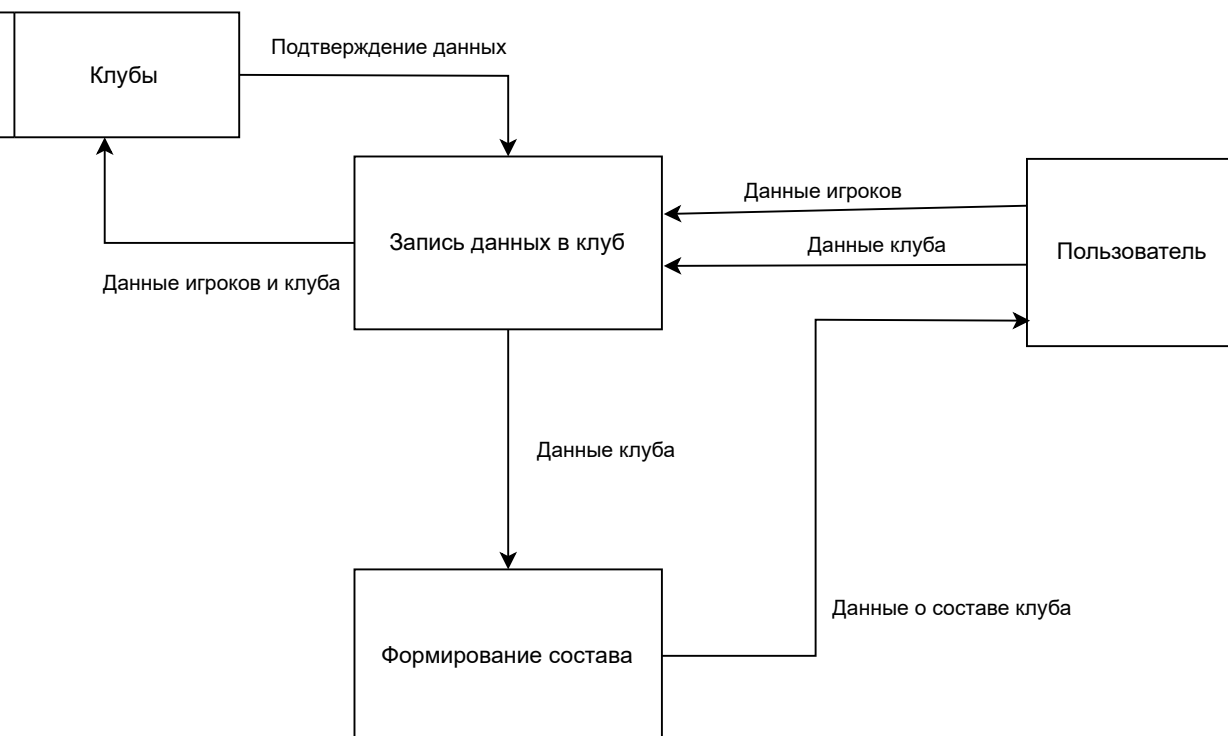 Подтверждение данных
Клубы
Данные игроков
Запись данных в клуб
Данные клуба
Пользователь
Данные игроков и клуба
Данные клуба
Данные о составе клуба
Формирование состава